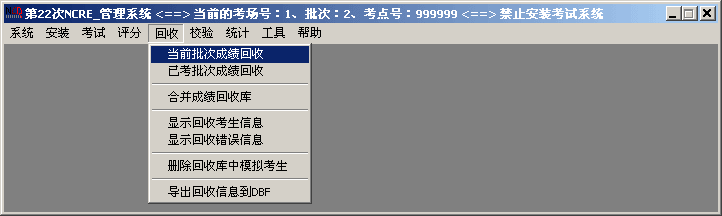 第22次NCRE_管理系统 <==> 当前的考场号：1、批次：2、考点号：999999 <==> 禁止安装考试系统
系统 安装 考试 评分 回收 校验 统计 工具 帮助
当前批次成绩回收
已考批次成绩回收
合并成绩回收库
显示回收考生信息
显示回收错误信息
删除回收库中模拟考生
导出回收信息到DBF